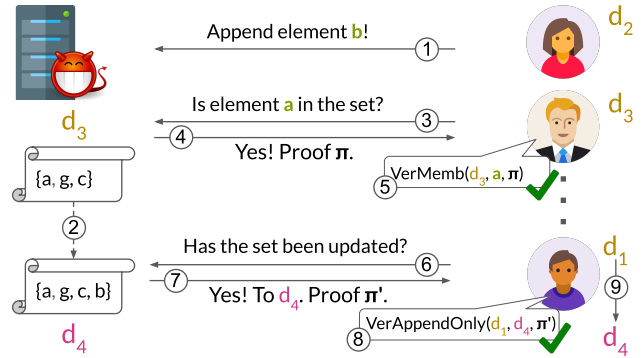 Append element b!
1
d2
Is element a in the set?
3
d3
d3
4
Yes! Proof π.
VerMemb(d3, a, π)
5
{a, g, c}
2
Has the set been updated?
6
d1
7
Yes! To d4. Proof π'.
9
{a, g, c, b}
VerAppendOnly(d1, d4, π')
8
d4
d4